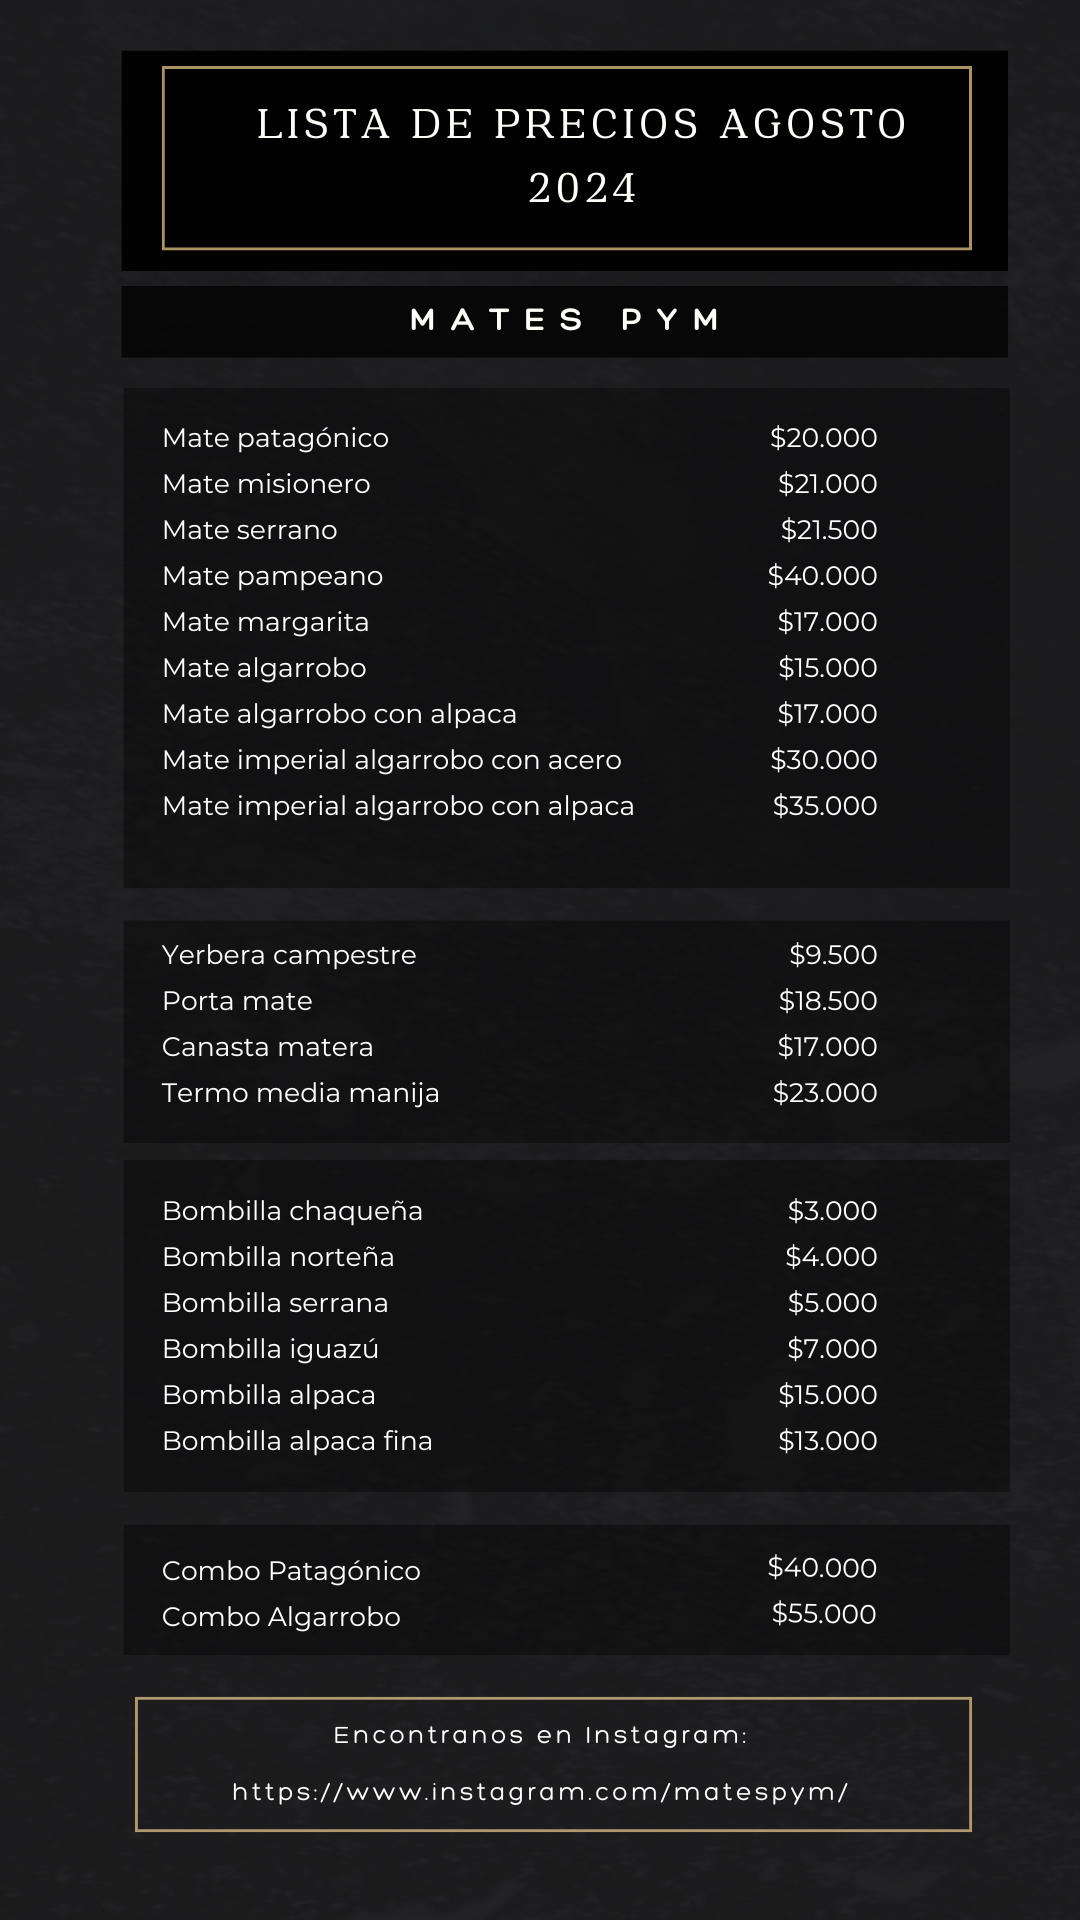 LISTA DE PRECIOS AGOSTO
2024
MATES PYM
Mate patagónico $20.000
Mate misionero $21.000
Mate serrano $21.500
Mate pampeano $40.000
Mate margarita $17.000
Mate algarrobo $15.000
Mate algarrobo con alpaca $17.000
Mate imperial algarrobo con acero $30.000
Mate imperial algarrobo con alpaca $35.000
Yerbera campestre $9.500
Porta mate $18.500
Canasta matera $17.000
Termo media manija $23.000
Bombilla chaqueña $3.000
Bombilla norteña $4.000
Bombilla serrana $5.000
Bombilla iguazú $7.000
Bombilla alpaca $15.000
Bombilla alpaca fina $13.000
Combo Patagónico $40.000
Combo Algarrobo $55.000
Encontranos en Instagram:
https://www.instagram.com/matespym/